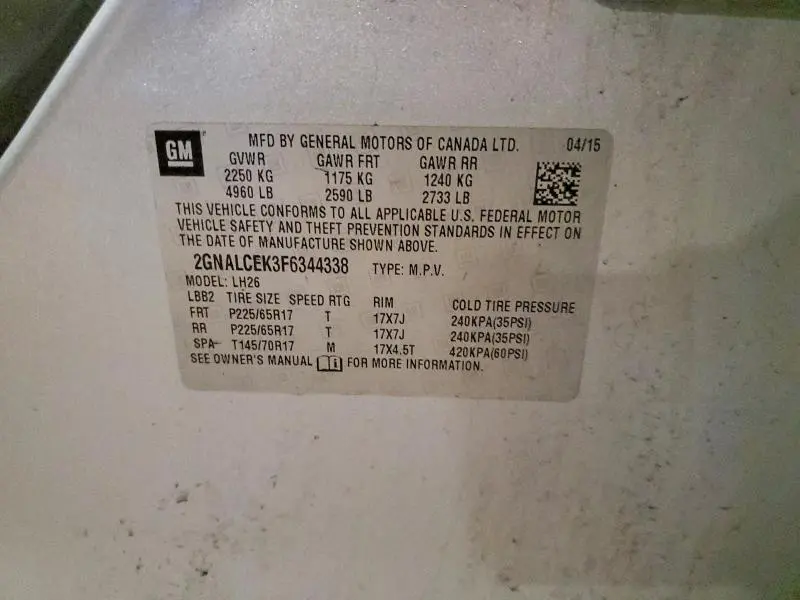 GM MFD BY GENERAL MOTORS OF CANADA LTD. 04/15
GVWR GAWR FRT GAWR RR
2250 KG 1175 KG 1240 KG
4960 LB 2590 LB 2733 LB
THIS VEHICLE CONFORMS TO ALL APPLICABLE U.S. FEDERAL MOTOR
VEHICLE SAFETY AND THEFT PREVENTION STANDARDS IN EFFECT ON
THE DATE OF MANUFACTURE SHOWN ABOVE.
2GNALCEK3F6344338 TYPE: M.P.V.
MODEL: LH26
LBB2 TIRE SIZE SPEED RTG RIM COLD TIRE PRESSURE
FRT P225/65R17 T 17X7J 240KPA(35PSI)
RR P225/65R17 T 17X7J 240KPA(35PSI)
SPA T145/70R17 M 17X4.5T 420KPA(60PSI)
SEE OWNER'S MANUAL FOR MORE INFORMATION.